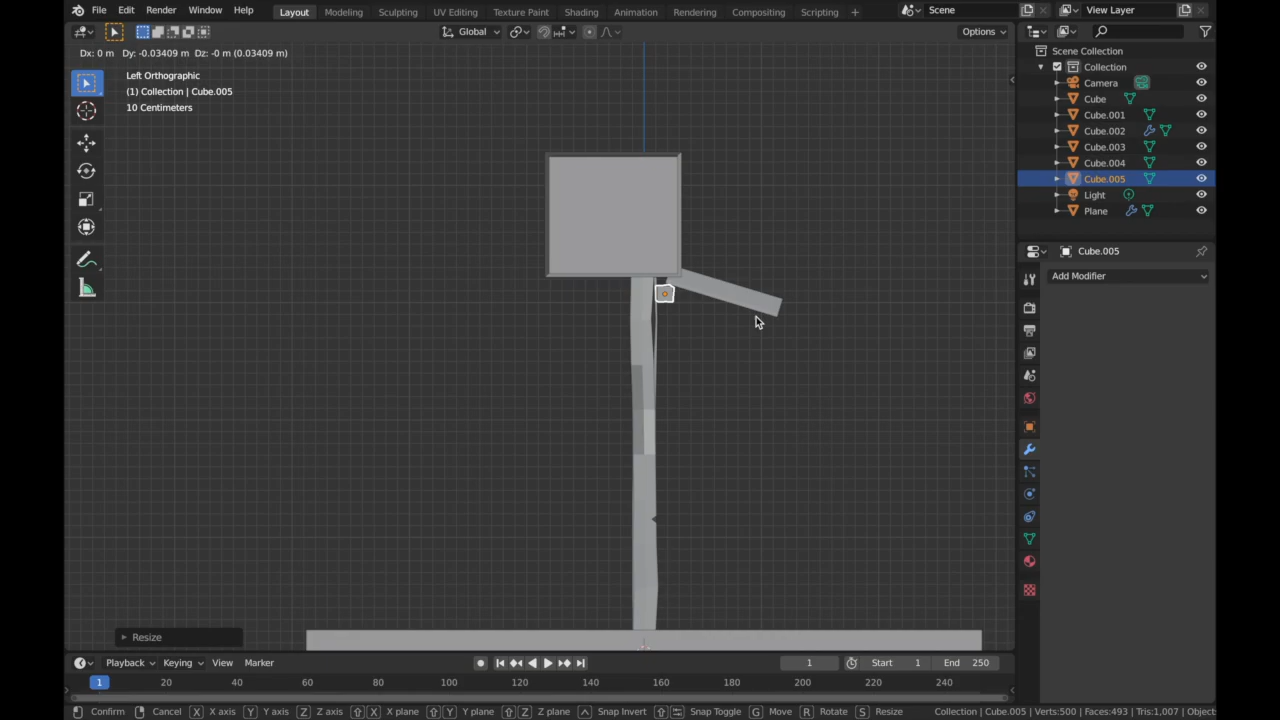 File Edit Render Window Help Layout Modeling Sculpting UV Editing Texture Paint Shading Animation Rendering Compositing Scripting + Scene View Layer
Global Options
Dx: 0 m Dy: -0.03409 m Dz: -0 m (0.03409 m)
Left Orthographic
(1) Collection | Cube.005
10 Centimeters
Scene Collection
Collection
Camera
Cube
Cube.001
Cube.002
Cube.003
Cube.004
Cube.005
Light
Plane
Cube.005
Add Modifier
Resize
Playback Keying View Marker 1 Start 1 End 250
1 20 40 60 80 100 120 140 160 180 200 220 240
Confirm Cancel X X axis Y Y axis Z Z axis X X plane Y Y plane Z Z plane Snap Invert Snap Toggle G Move R Rotate S Resize Collection | Cube.005 | Verts:500 | Faces:493 | Tris:1,007 | Object